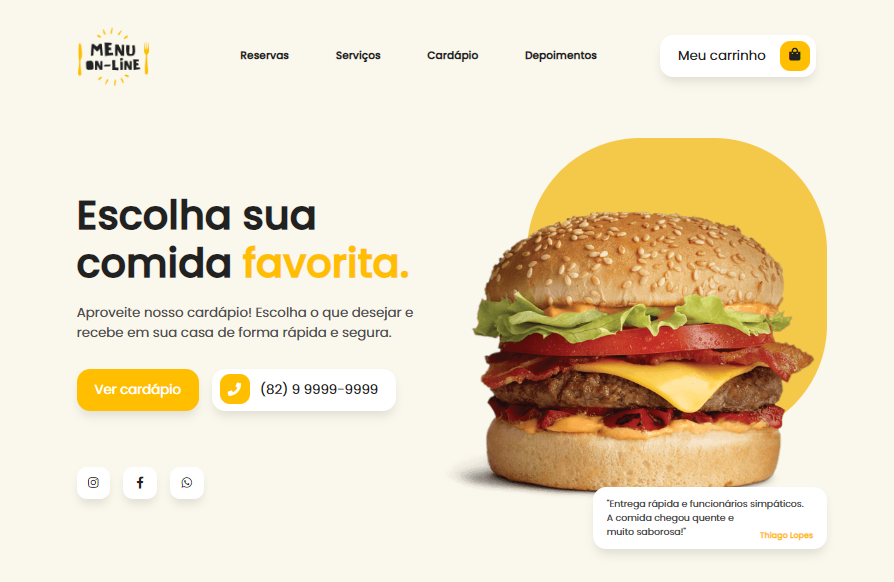 MENU
ON-LINE
Reservas
Serviços
Cardápio
Depoimentos
Meu carrinho
Escolha sua
comida favorita.
Aproveite nosso cardápio! Escolha o que desejar e
recebe em sua casa de forma rápida e segura.
Ver cardápio
(82) 9 9999-9999
"Entrega rápida e funcionários simpáticos.
A comida chegou quente e
muito saborosa!"
Thiago Lopes